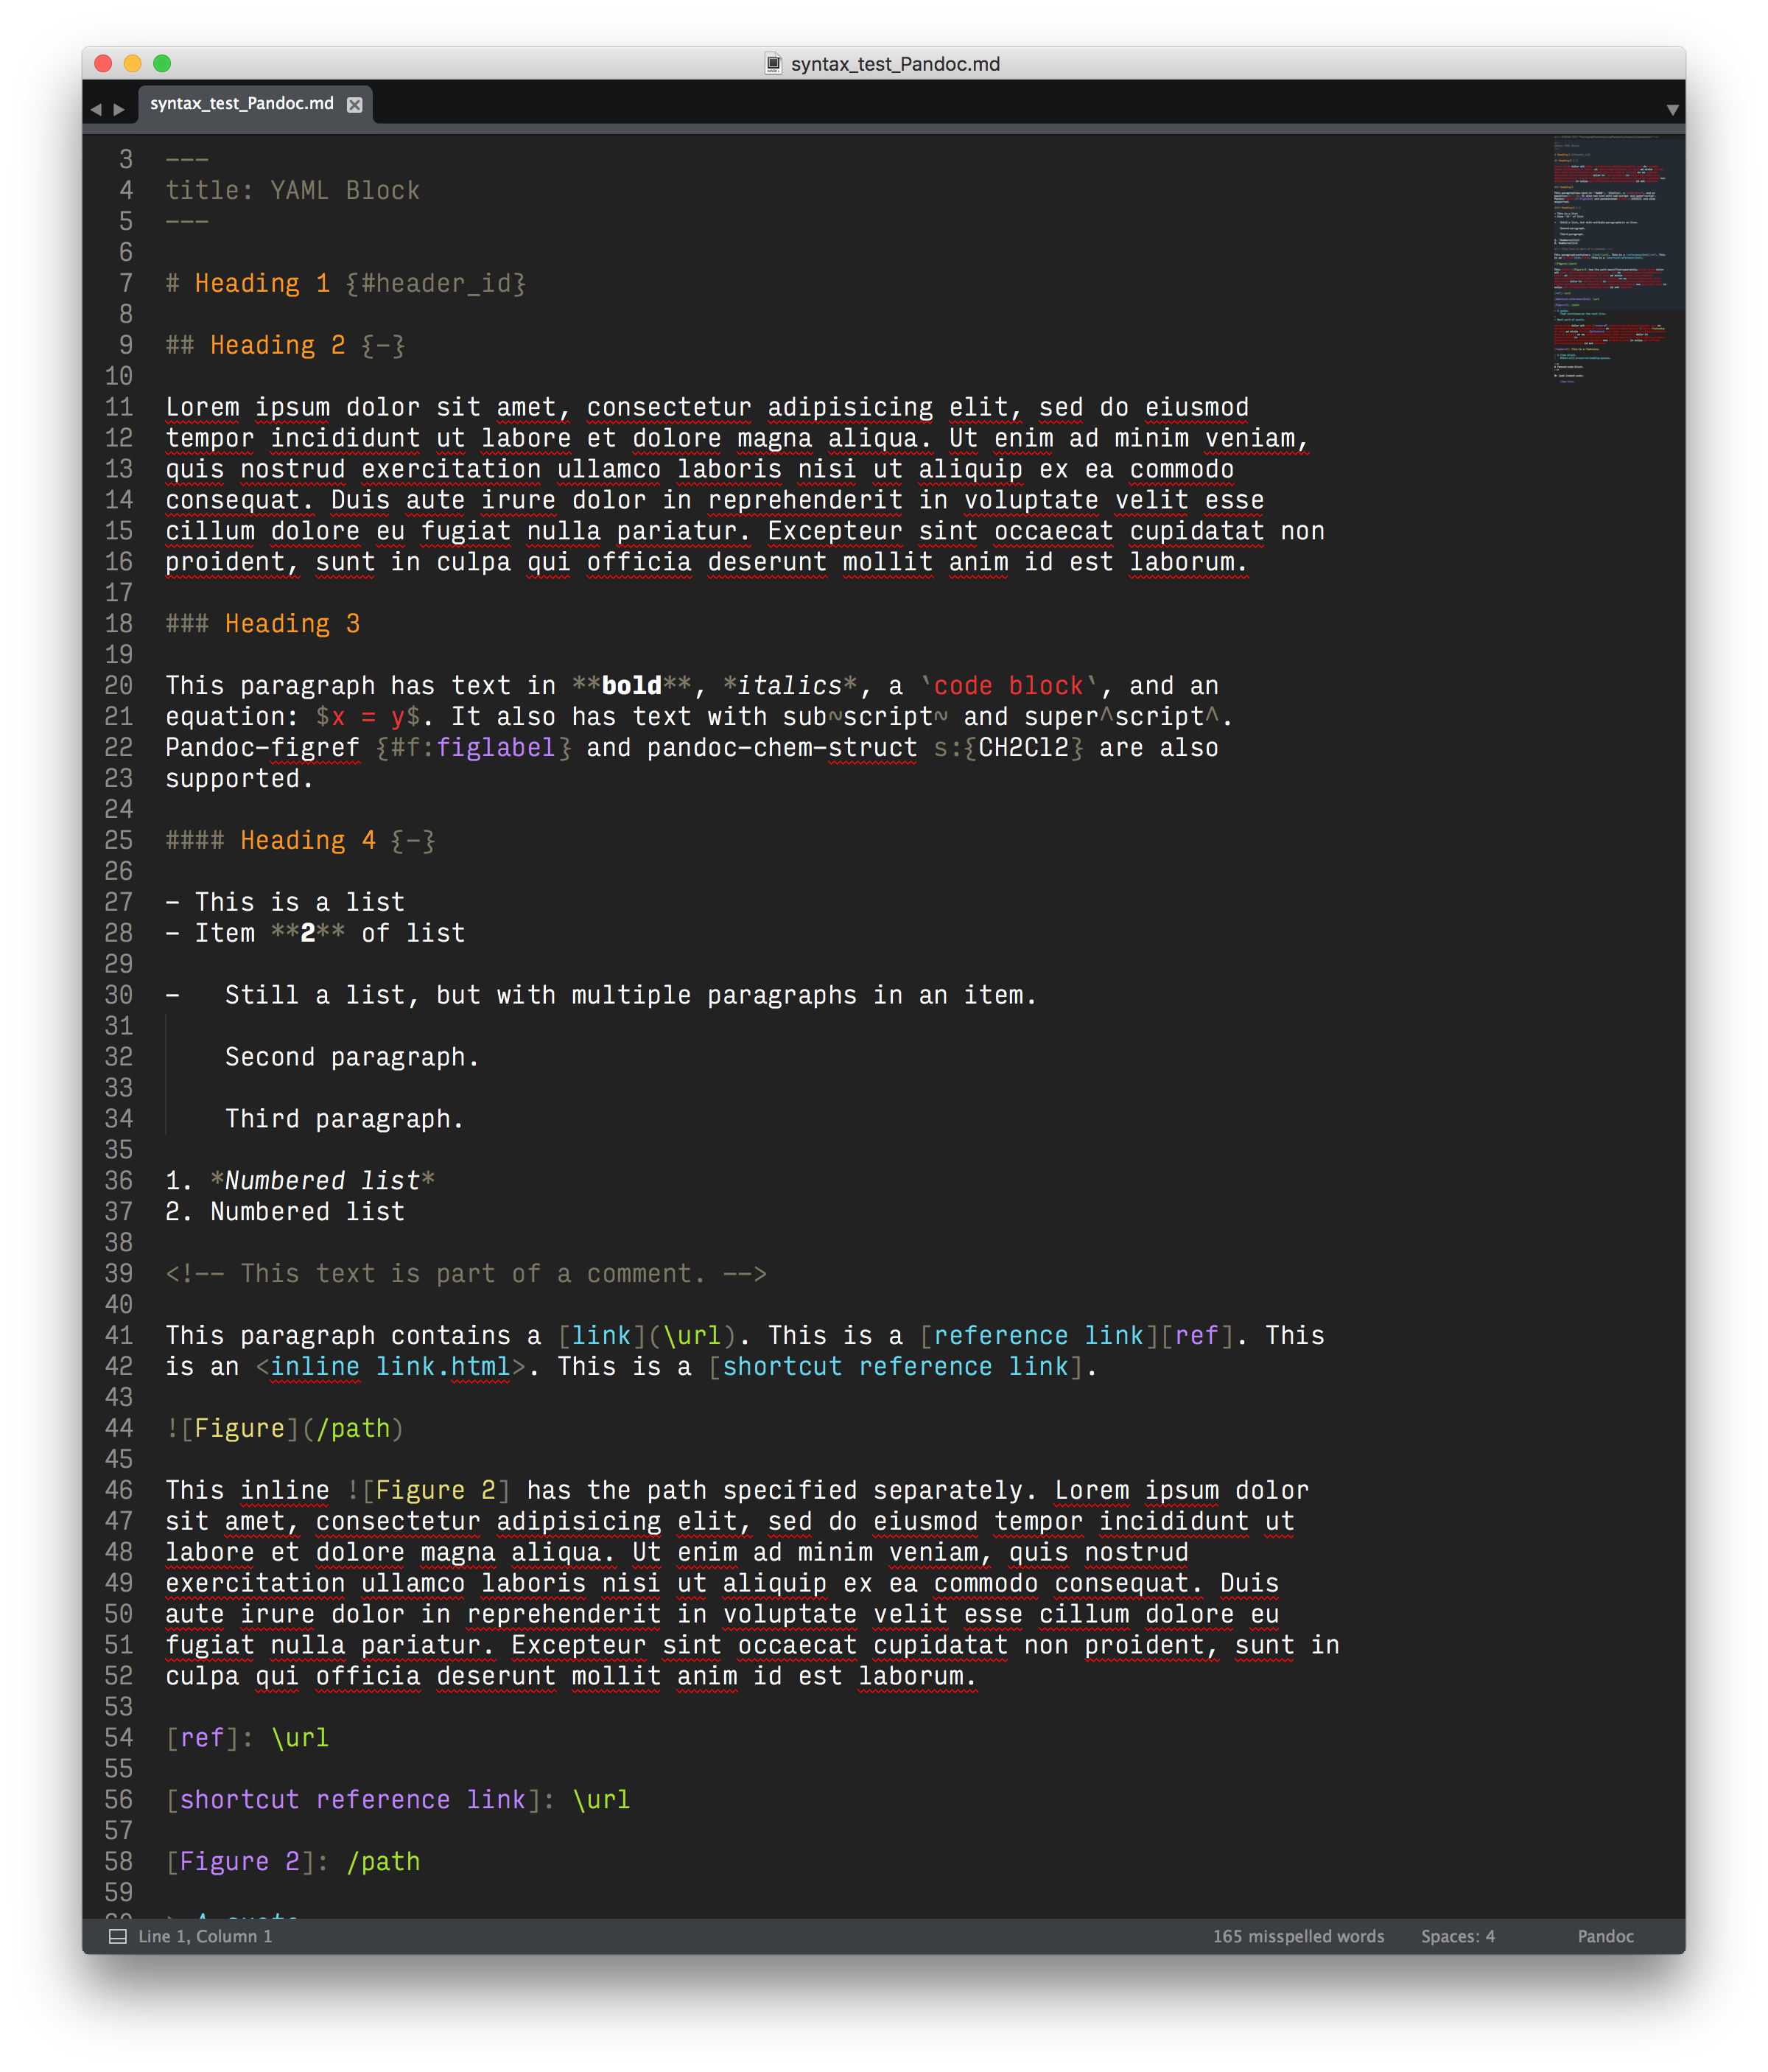 syntax_test_Pandoc.md
syntax_test_Pandoc.md
3 ---
4 title: YAML Block
5 ---
6
7 # Heading 1 {#header_id}
8
9 ## Heading 2 {-}
10
11 Lorem ipsum dolor sit amet, consectetur adipisicing elit, sed do eiusmod
12 tempor incididunt ut labore et dolore magna aliqua. Ut enim ad minim veniam,
13 quis nostrud exercitation ullamco laboris nisi ut aliquip ex ea commodo
14 consequat. Duis aute irure dolor in reprehenderit in voluptate velit esse
15 cillum dolore eu fugiat nulla pariatur. Excepteur sint occaecat cupidatat non
16 proident, sunt in culpa qui officia deserunt mollit anim id est laborum.
17
18 ### Heading 3
19
20 This paragraph has text in **bold**, *italics*, a `code block`, and an
21 equation: $x = y$. It also has text with sub~script~ and super^script^.
22 Pandoc-figref {#f:figlabel} and pandoc-chem-struct s:{CH2Cl2} are also
23 supported.
24
25 #### Heading 4 {-}
26
27 - This is a list
28 - Item **2** of list
29
30 -   Still a list, but with multiple paragraphs in an item.
31
32     Second paragraph.
33
34     Third paragraph.
35
36 1. *Numbered list*
37 2. Numbered list
38
39 <!-- This text is part of a comment. -->
40
41 This paragraph contains a [link](\url). This is a [reference link][ref]. This
42 is an <inline link.html>. This is a [shortcut reference link].
43
44 ![Figure](/path)
45
46 This inline ![Figure 2] has the path specified separately. Lorem ipsum dolor
47 sit amet, consectetur adipisicing elit, sed do eiusmod tempor incididunt ut
48 labore et dolore magna aliqua. Ut enim ad minim veniam, quis nostrud
49 exercitation ullamco laboris nisi ut aliquip ex ea commodo consequat. Duis
50 aute irure dolor in reprehenderit in voluptate velit esse cillum dolore eu
51 fugiat nulla pariatur. Excepteur sint occaecat cupidatat non proident, sunt in
52 culpa qui officia deserunt mollit anim id est laborum.
53
54 [ref]: \url
55
56 [shortcut reference link]: \url
57
58 [Figure 2]: /path
59
60 > A quote
Line 1, Column 1
165 misspelled words
Spaces: 4
Pandoc